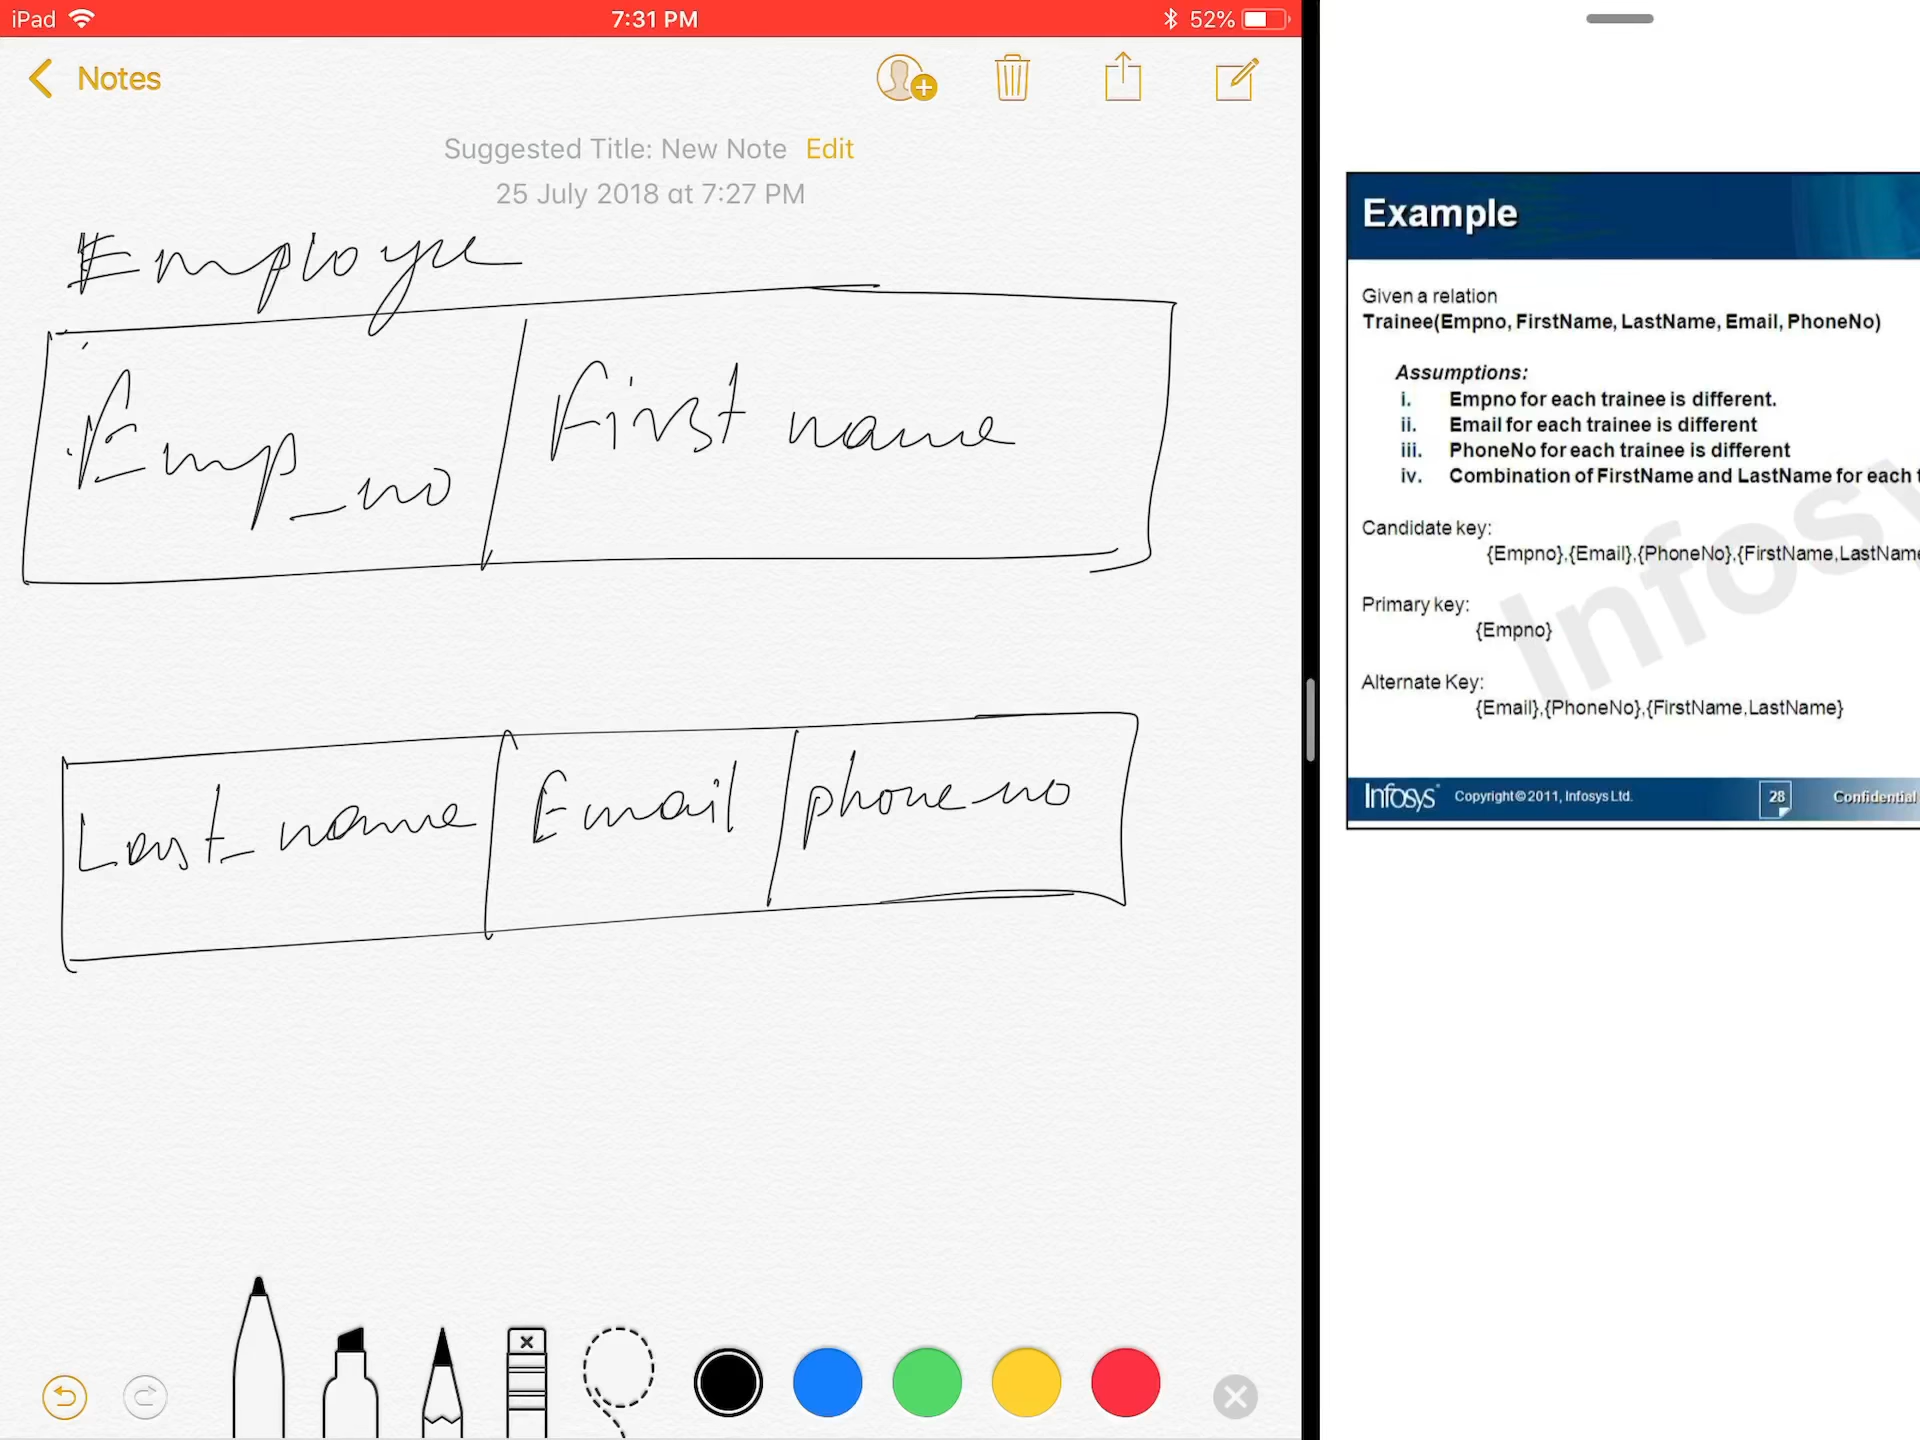 iPad 7:31 PM 52%
Notes
Suggested Title: New Note Edit
25 July 2018 at 7:27 PM
Employee
Emp_no First name
Last_name Email phone_no
Example
Given a relation
Trainee(Empno, FirstName, LastName, Email, PhoneNo)
Assumptions:
i. Empno for each trainee is different.
ii. Email for each trainee is different
iii. PhoneNo for each trainee is different
iv. Combination of FirstName and LastName for each
Candidate key:
{Empno},{Email},{PhoneNo},{FirstName,LastName
Primary key:
{Empno}
Alternate Key:
{Email},{PhoneNo},{FirstName,LastName}
Infosys
Infosys Copyright©2011, Infosys Ltd. 28 Confidential